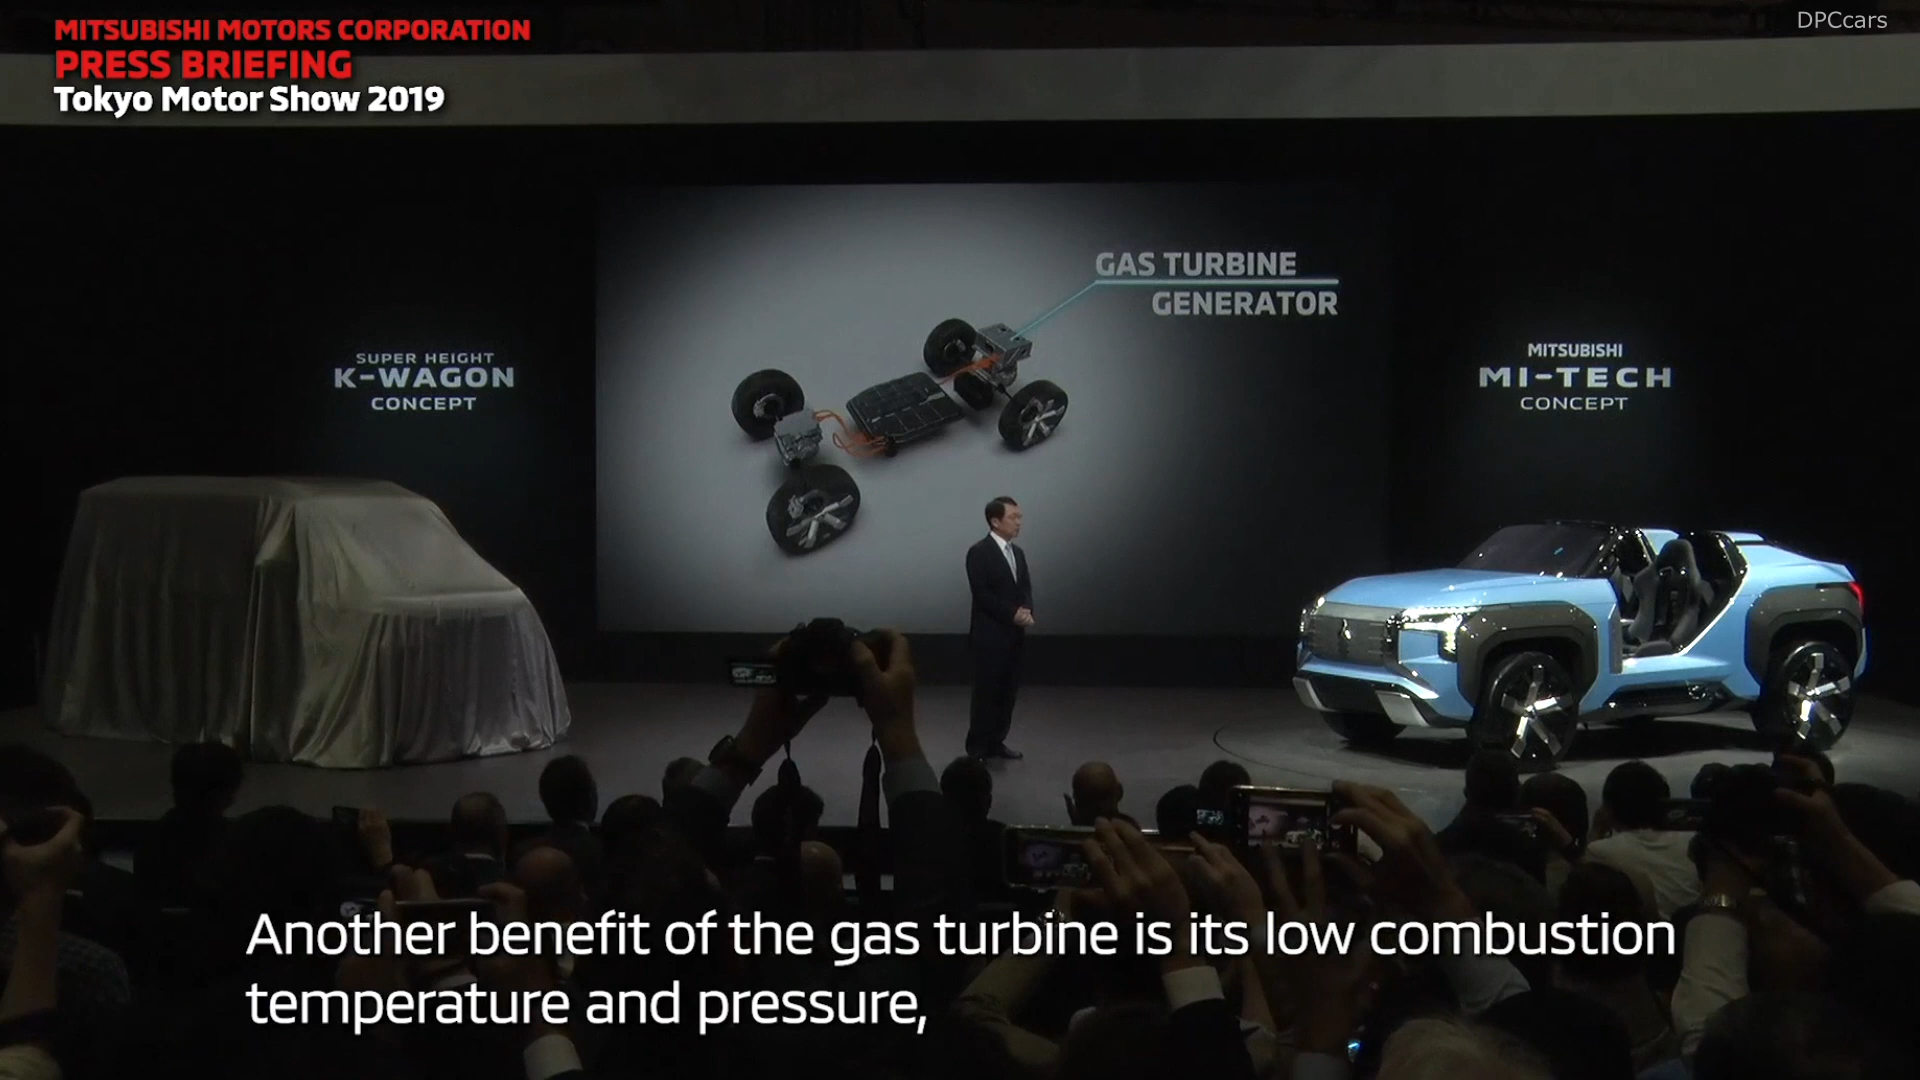 MITSUBISHI MOTORS CORPORATION
PRESS BRIEFING
Tokyo Motor Show 2019
DPCcars
GAS TURBINE
GENERATOR
SUPER HEIGHT
K-WAGON
CONCEPT
MITSUBISHI
MI-TECH
CONCEPT
Another benefit of the gas turbine is its low combustion
temperature and pressure,